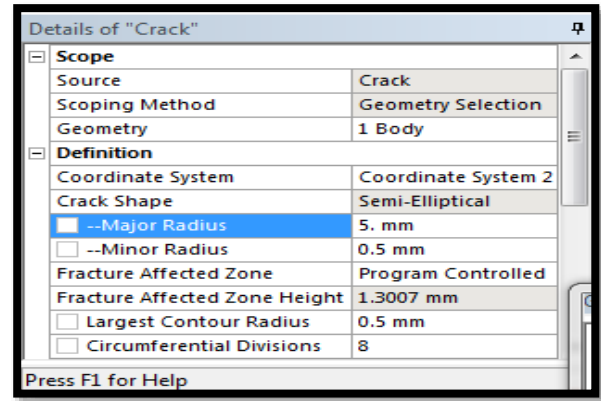 Details of "Crack"
Scope
Source Crack
Scoping Method Geometry Selection
Geometry 1 Body
Definition
Coordinate System Coordinate System 2
Crack Shape Semi-Elliptical
--Major Radius 5. mm
--Minor Radius 0.5 mm
Fracture Affected Zone Program Controlled
Fracture Affected Zone Height 1.3007 mm
Largest Contour Radius 0.5 mm
Circumferential Divisions 8
Press F1 for Help